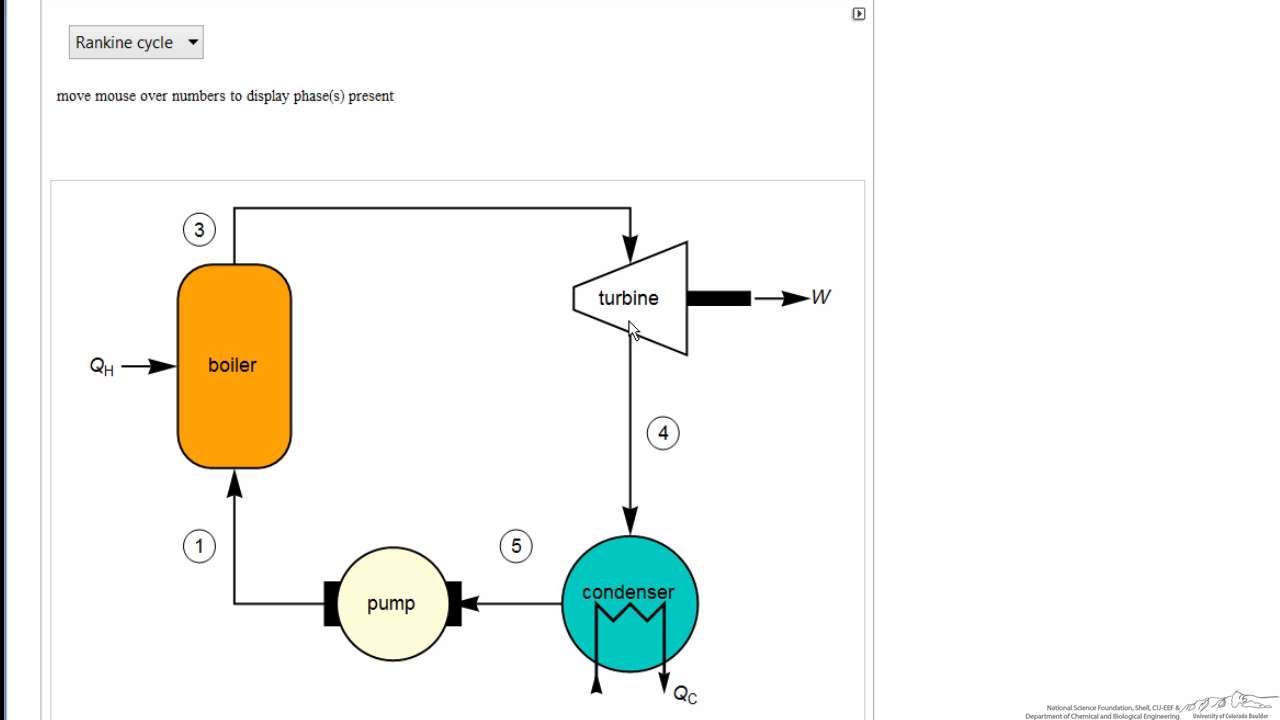 Rankine cycle
move mouse over numbers to display phase(s) present
3
turbine
W
QH
boiler
4
1
5
condenser
pump
QC
National Science Foundation, Shell, CU-EEF &
Department of Chemical and Biological Engineering
University of Colorado Boulder